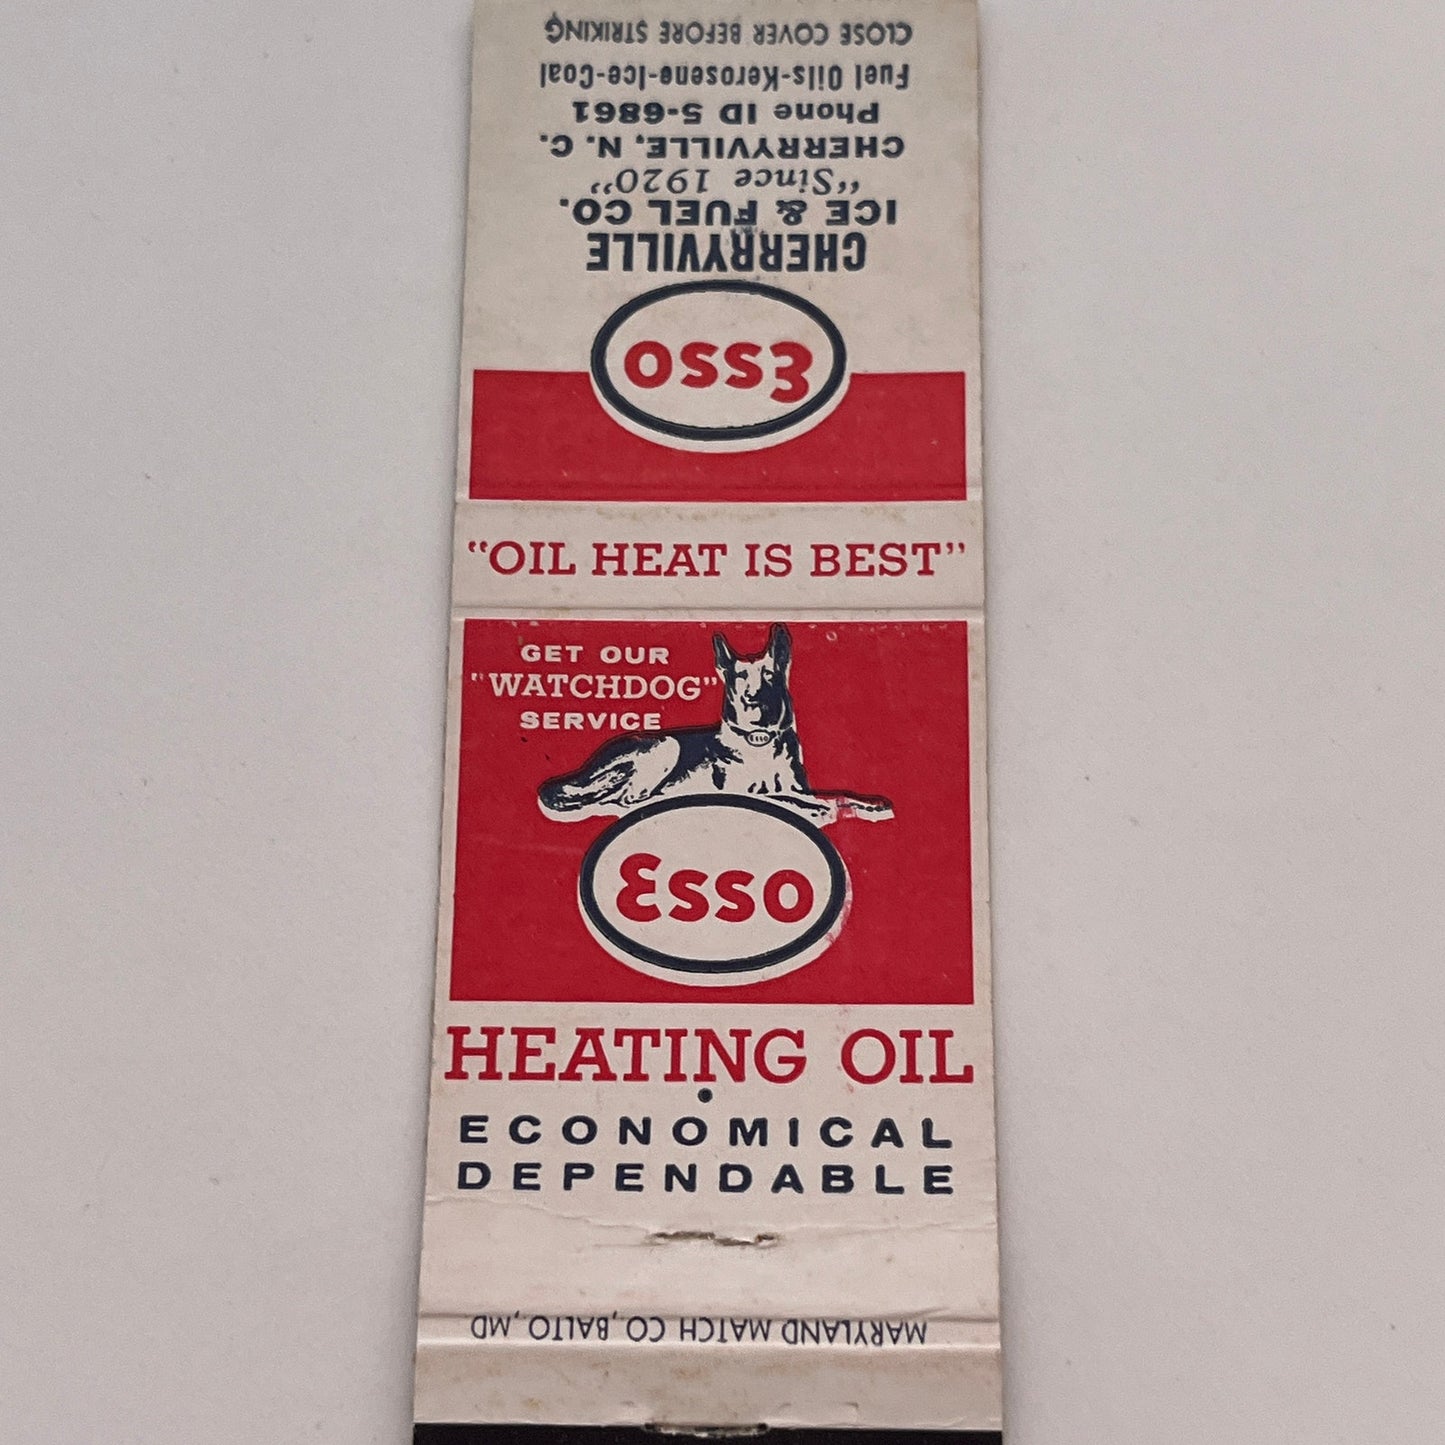 CLOSE COVER BEFORE STRIKING
Fuel Oils-Kerosene-Ice-Coal
Phone ID 5-6861
CHERRYVILLE, N. C.
"Since 1920"
ICE & FUEL CO.
CHERRYVILLE
Esso
"OIL HEAT IS BEST"
GET OUR
"WATCHDOG"
SERVICE
Esso
Esso
HEATING OIL
ECONOMICAL
DEPENDABLE
MARYLAND MATCH CO., BALTO., MD